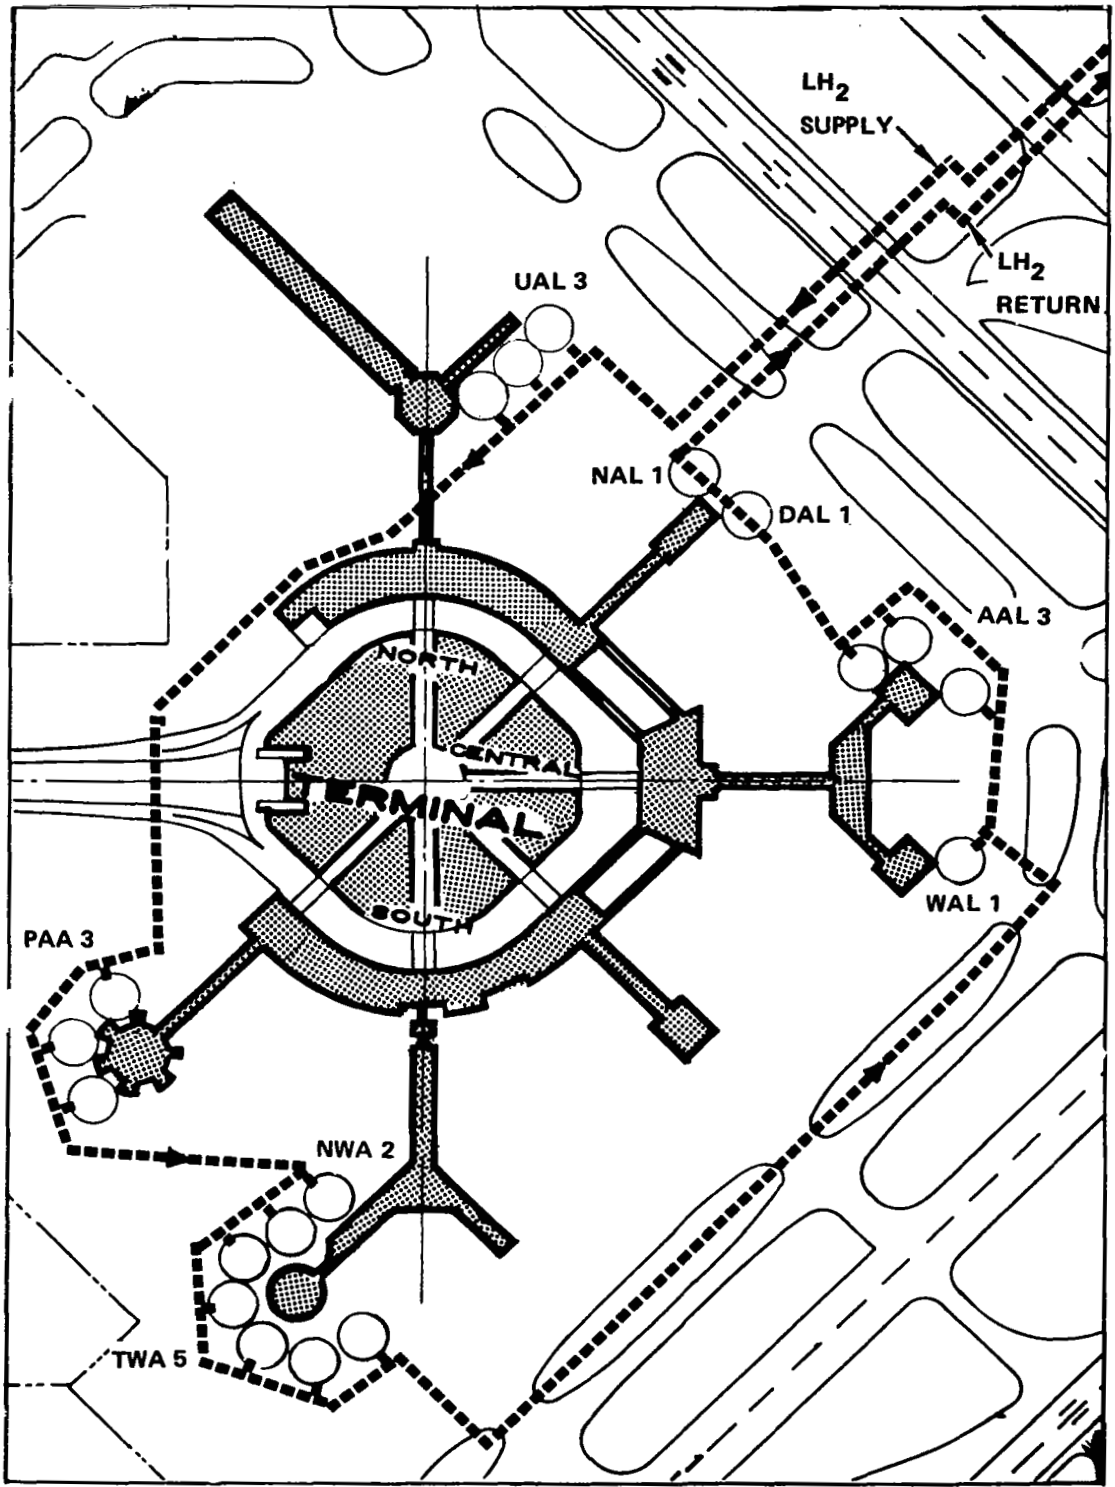 LH2
SUPPLY
LH2
RETURN
UAL 3
NAL 1
DAL 1
AAL 3
NORTH
CENTRAL
TERMINAL
SOUTH
WAL 1
PAA 3
NWA 2
TWA 5